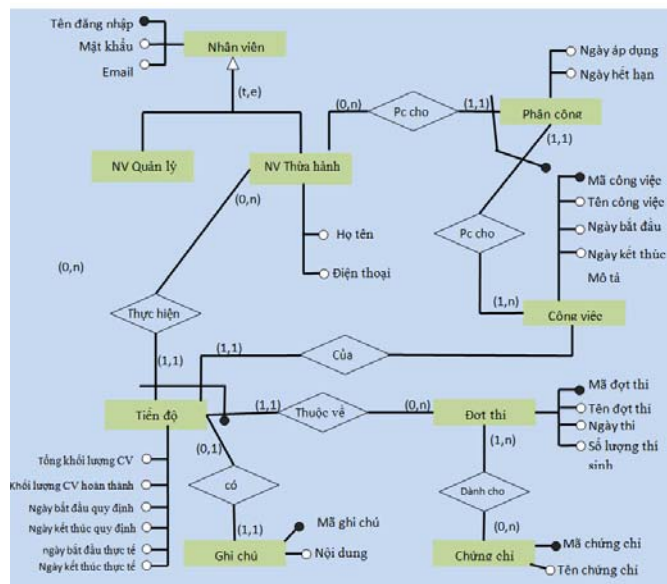 Tên đăng nhập
Mật khẩu
Email
Nhân viên
(t,e)
NV Quản lý
NV Thừa hành
(0,n)
Pc cho
(1,1)
Phân công
Ngày áp dụng
Ngày hết hạn
(1,1)
Mã công việc
Tên công việc
Ngày bắt đầu
Ngày kết thúc
Mô tả
(0,n)
Họ tên
Điện thoại
Pc cho
(0,n)
(1,n)
Công việc
Thực hiện
(1,1)
(1,1)
Của
Tiến độ
(1,1)
Thuộc về
(0,n)
Đợt thi
Mã đợt thi
Tên đợt thi
Ngày thi
Số lượng thí
sinh
(0,1)
(1,n)
Tổng khối lượng CV
Khối lượng CV hoàn thành
Ngày bắt đầu quy định
Ngày kết thúc quy định
ngày bắt đầu thực tế
Ngày kết thúc thực tế
có
Dành cho
(1,1)
Mã ghi chú
Ghi chú
Nội dung
(0,n)
Chứng chỉ
Mã chứng chỉ
Tên chứng chỉ